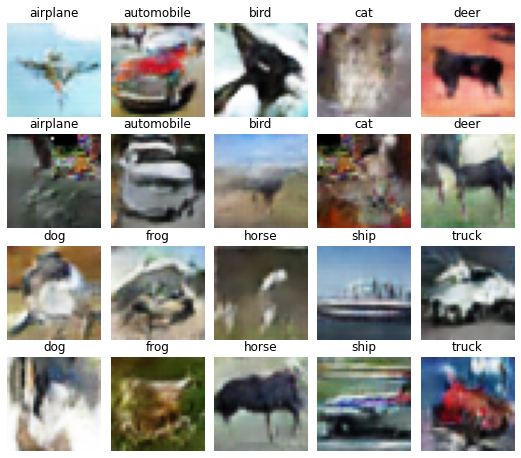 airplane automobile bird cat deer
airplane automobile bird cat deer
dog frog horse ship truck
dog frog horse ship truck